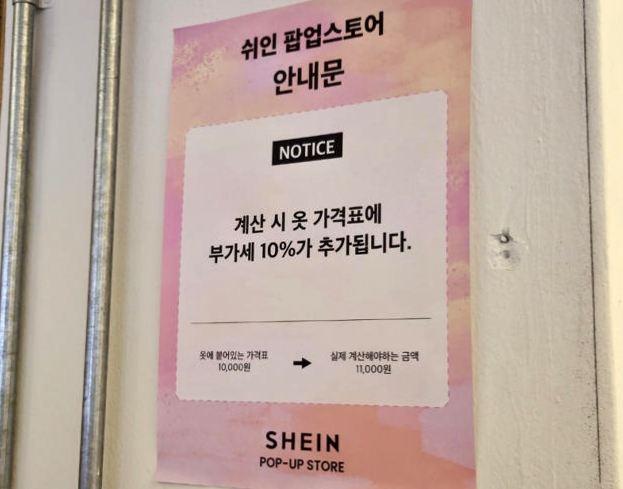 쉬인 팝업스토어
안내문
NOTICE
계산 시 옷 가격표에
부가세 10%가 추가됩니다.
옷에 붙어있는 가격표
10,000원
➡
실제 계산해야하는 금액
11,000원
SHEIN
POP-UP STORE